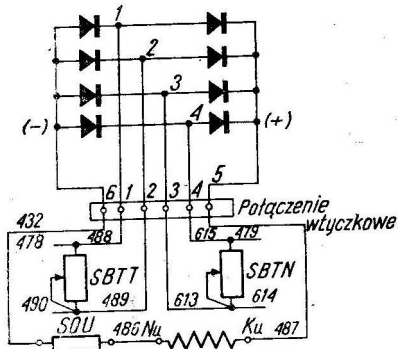 1
2
3
4
(-)
(+)
5
6 1 2 3 4
Połączenie
wtyczkowe
432
478 488
615 479
SBTT
SBTN
490 489
613 614
SOU
486 Nu
Ku 487